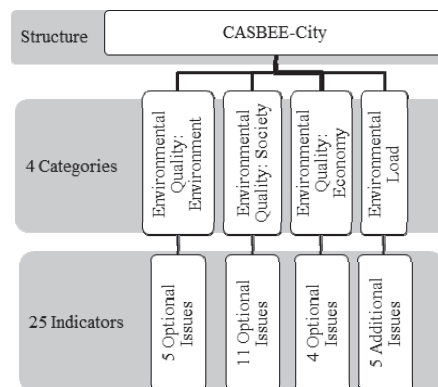 Structure
CASBEE-City
4 Categories
Environmental
Quality:
Environment
Environmental
Quality: Society
Environmental
Quality:
Economy
Environmental
Load
25 Indicators
5 Optional
Issues
11 Optional
Issues
4 Optional
Issues
5 Additional
Issues